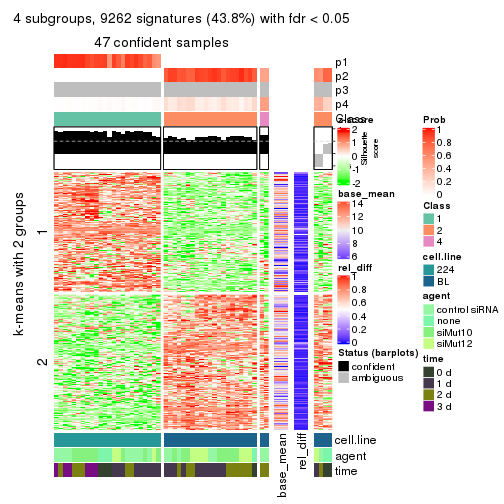 4 subgroups, 9262 signatures (43.8%) with fdr < 0.05
47 confident samples
p1
p2
p3
p4
Class
Silhouette
score
k-means with 2 groups
1
2
cell.line
agent
time
base_mean
rel_diff
z-score
2
1
0
-1
-2
base_mean
14
12
10
8
6
rel_diff
1
0.8
0.6
0.4
0.2
0
Status (barplots)
confident
ambiguous
Prob
1
0.8
0.6
0.4
0.2
0
Class
1
2
4
cell.line
224
BL
agent
control siRNA
none
siMut10
siMut12
time
0 d
1 d
2 d
3 d